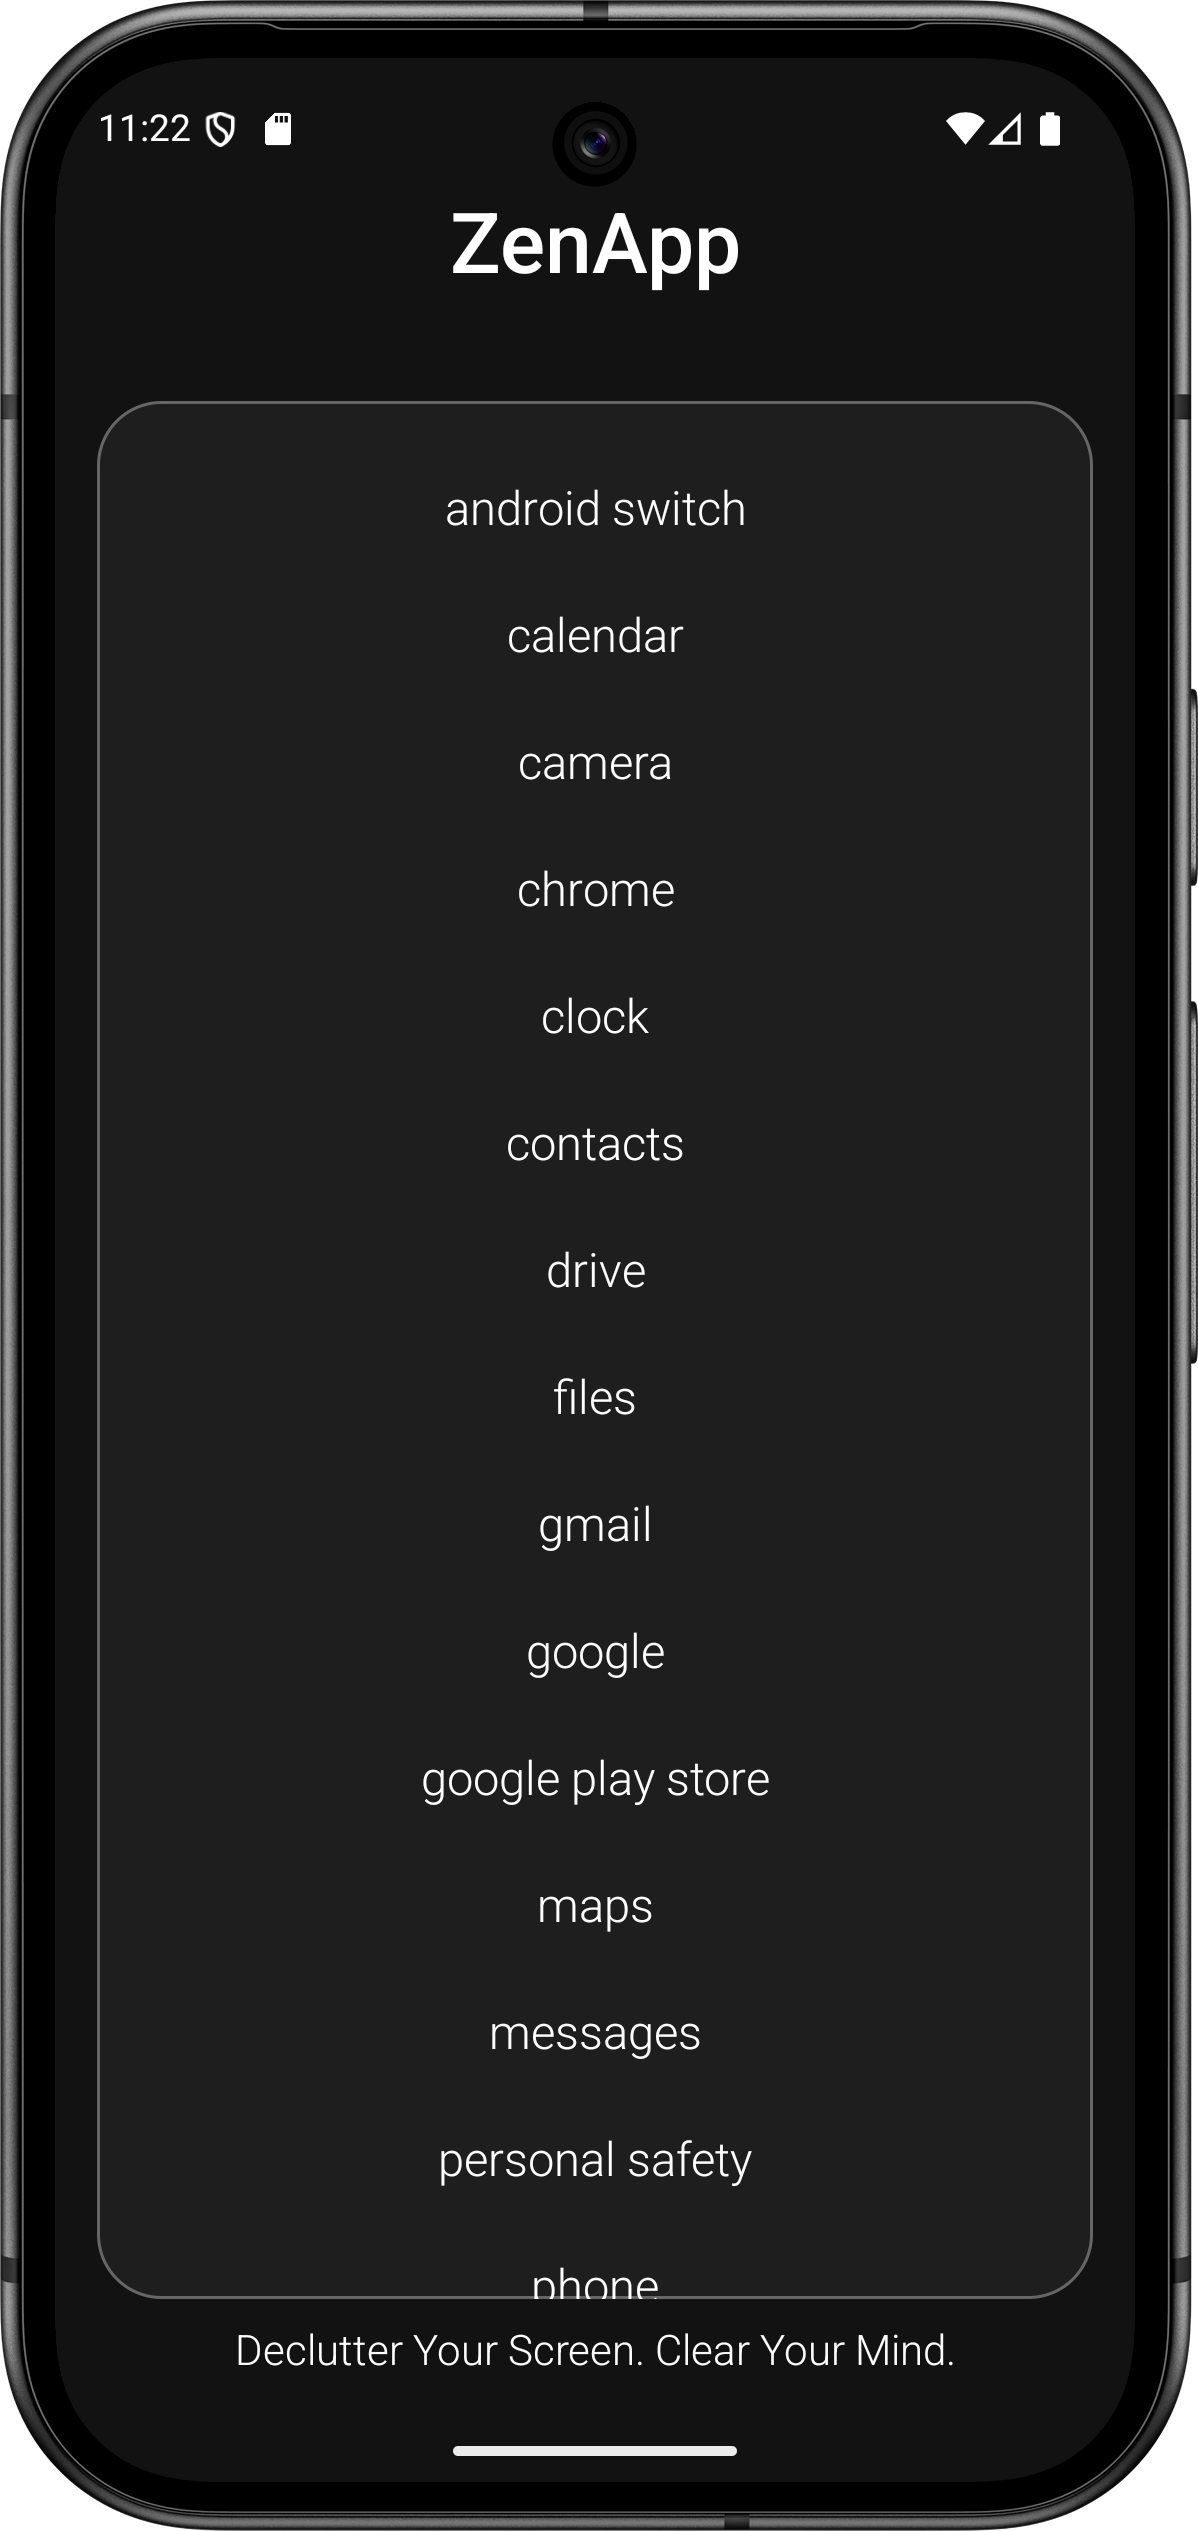 11:22
ZenApp
android switch
calendar
camera
chrome
clock
contacts
drive
files
gmail
google
google play store
maps
messages
personal safety
phone
Declutter Your Screen. Clear Your Mind.